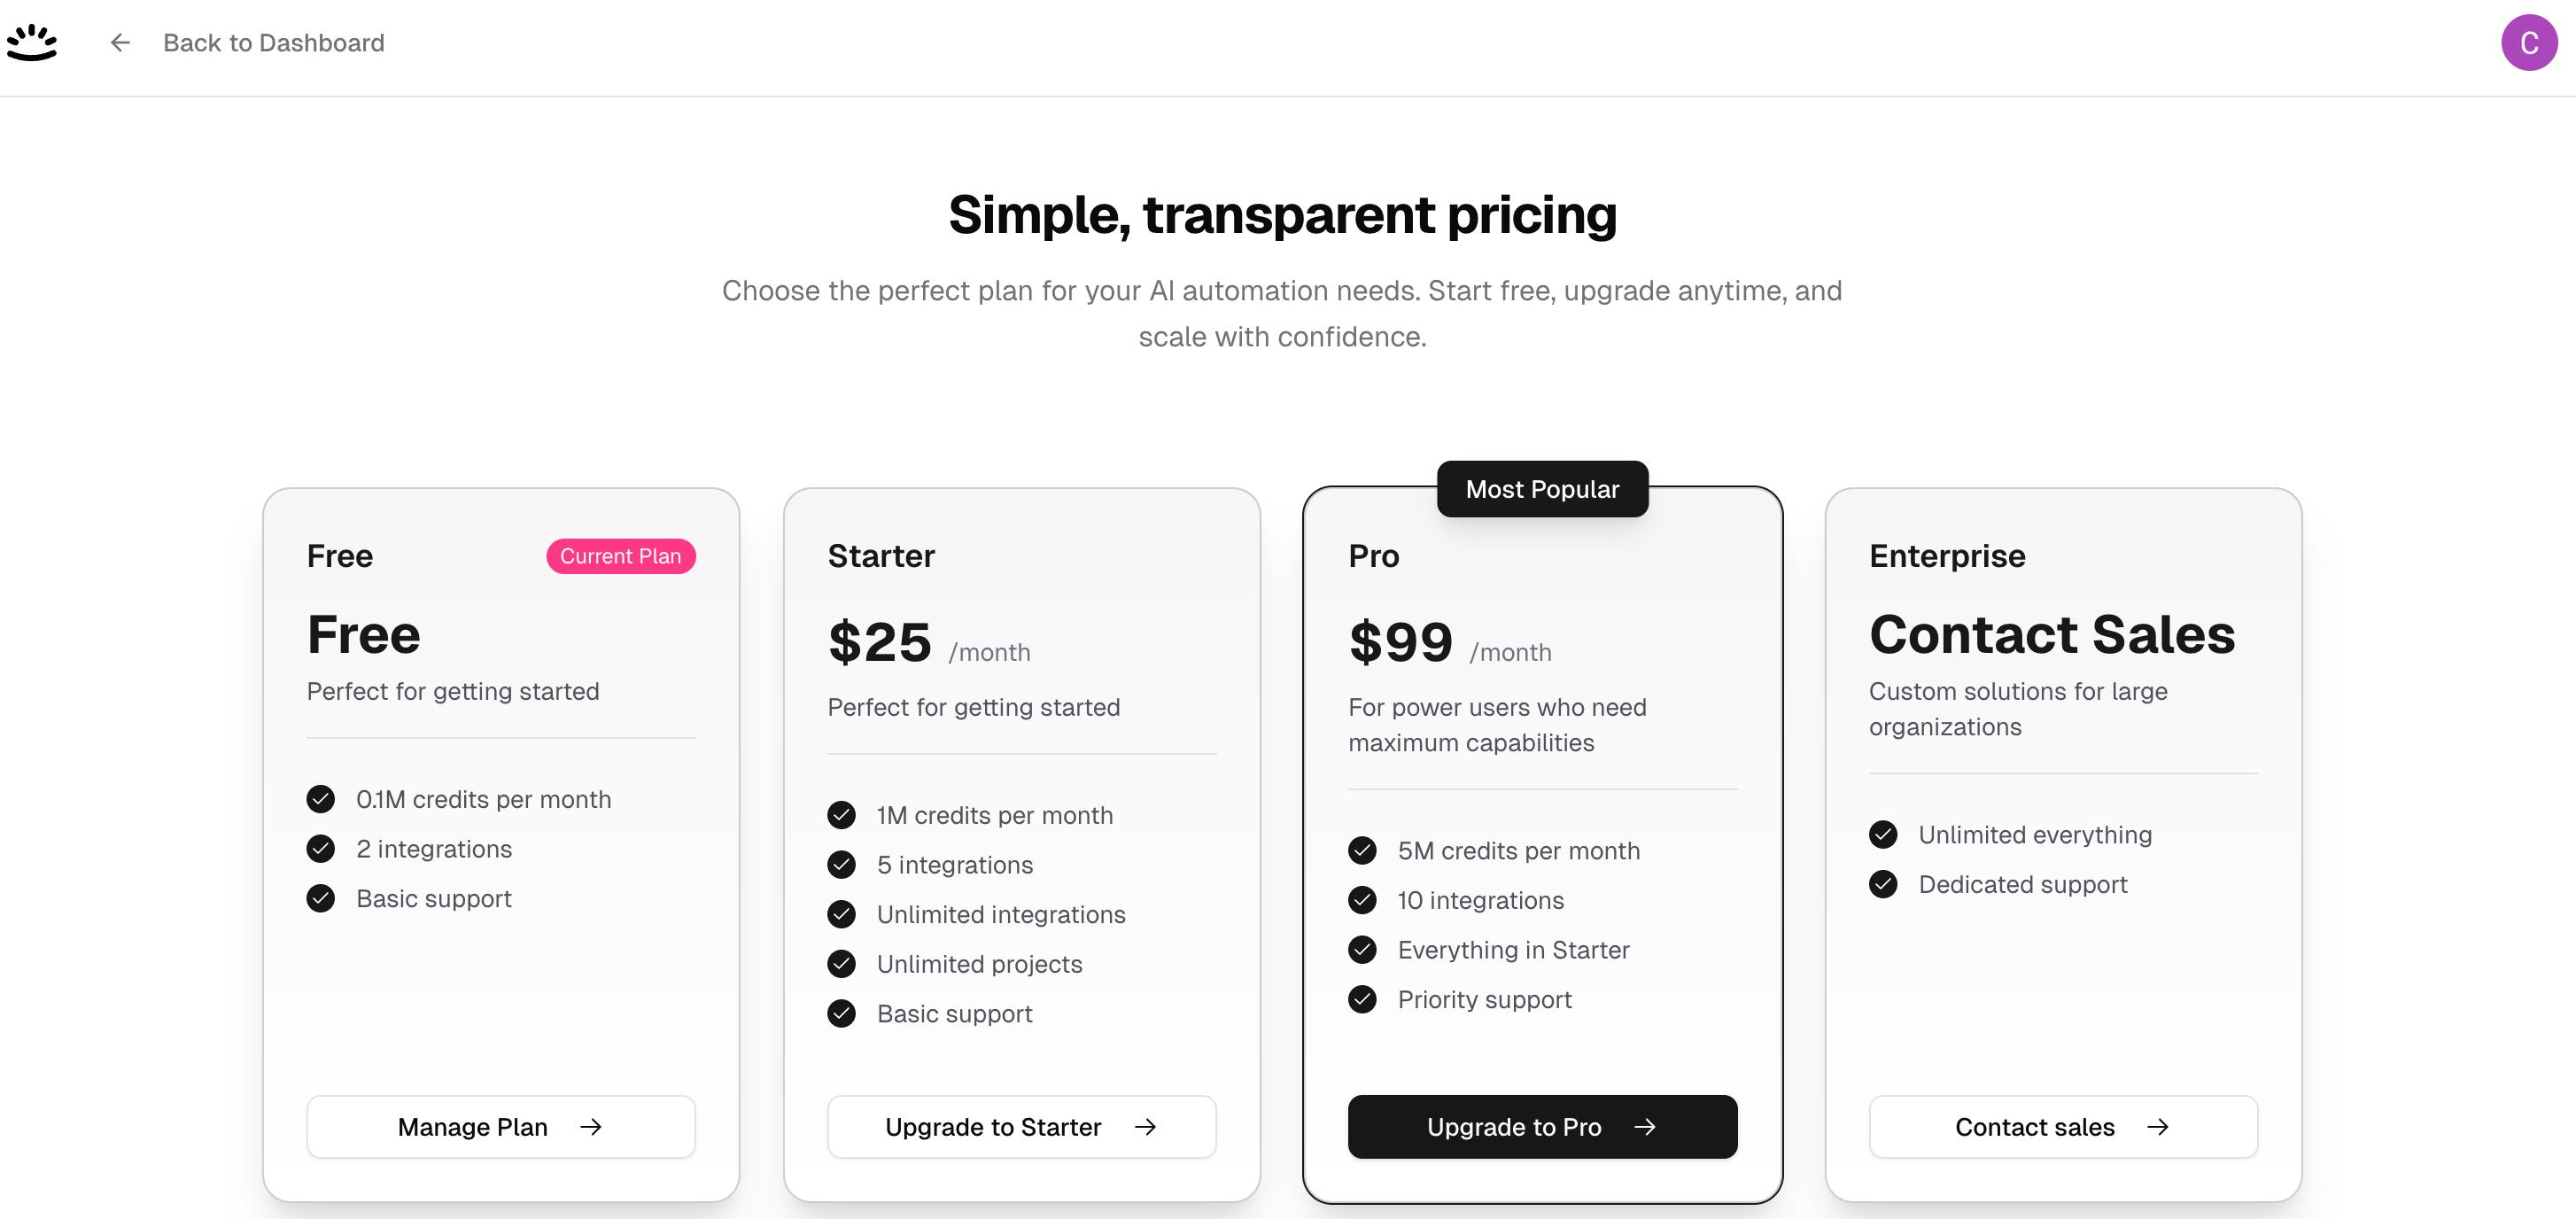 Back to Dashboard
C
Simple, transparent pricing
Choose the perfect plan for your AI automation needs. Start free, upgrade anytime, and
scale with confidence.
Free
Current Plan
Free
Perfect for getting started
0.1M credits per month
2 integrations
Basic support
Manage Plan
Starter
$25 /month
Perfect for getting started
1M credits per month
5 integrations
Unlimited integrations
Unlimited projects
Basic support
Upgrade to Starter
Most Popular
Pro
$99 /month
For power users who need
maximum capabilities
5M credits per month
10 integrations
Everything in Starter
Priority support
Upgrade to Pro
Enterprise
Contact Sales
Custom solutions for large
organizations
Unlimited everything
Dedicated support
Contact sales